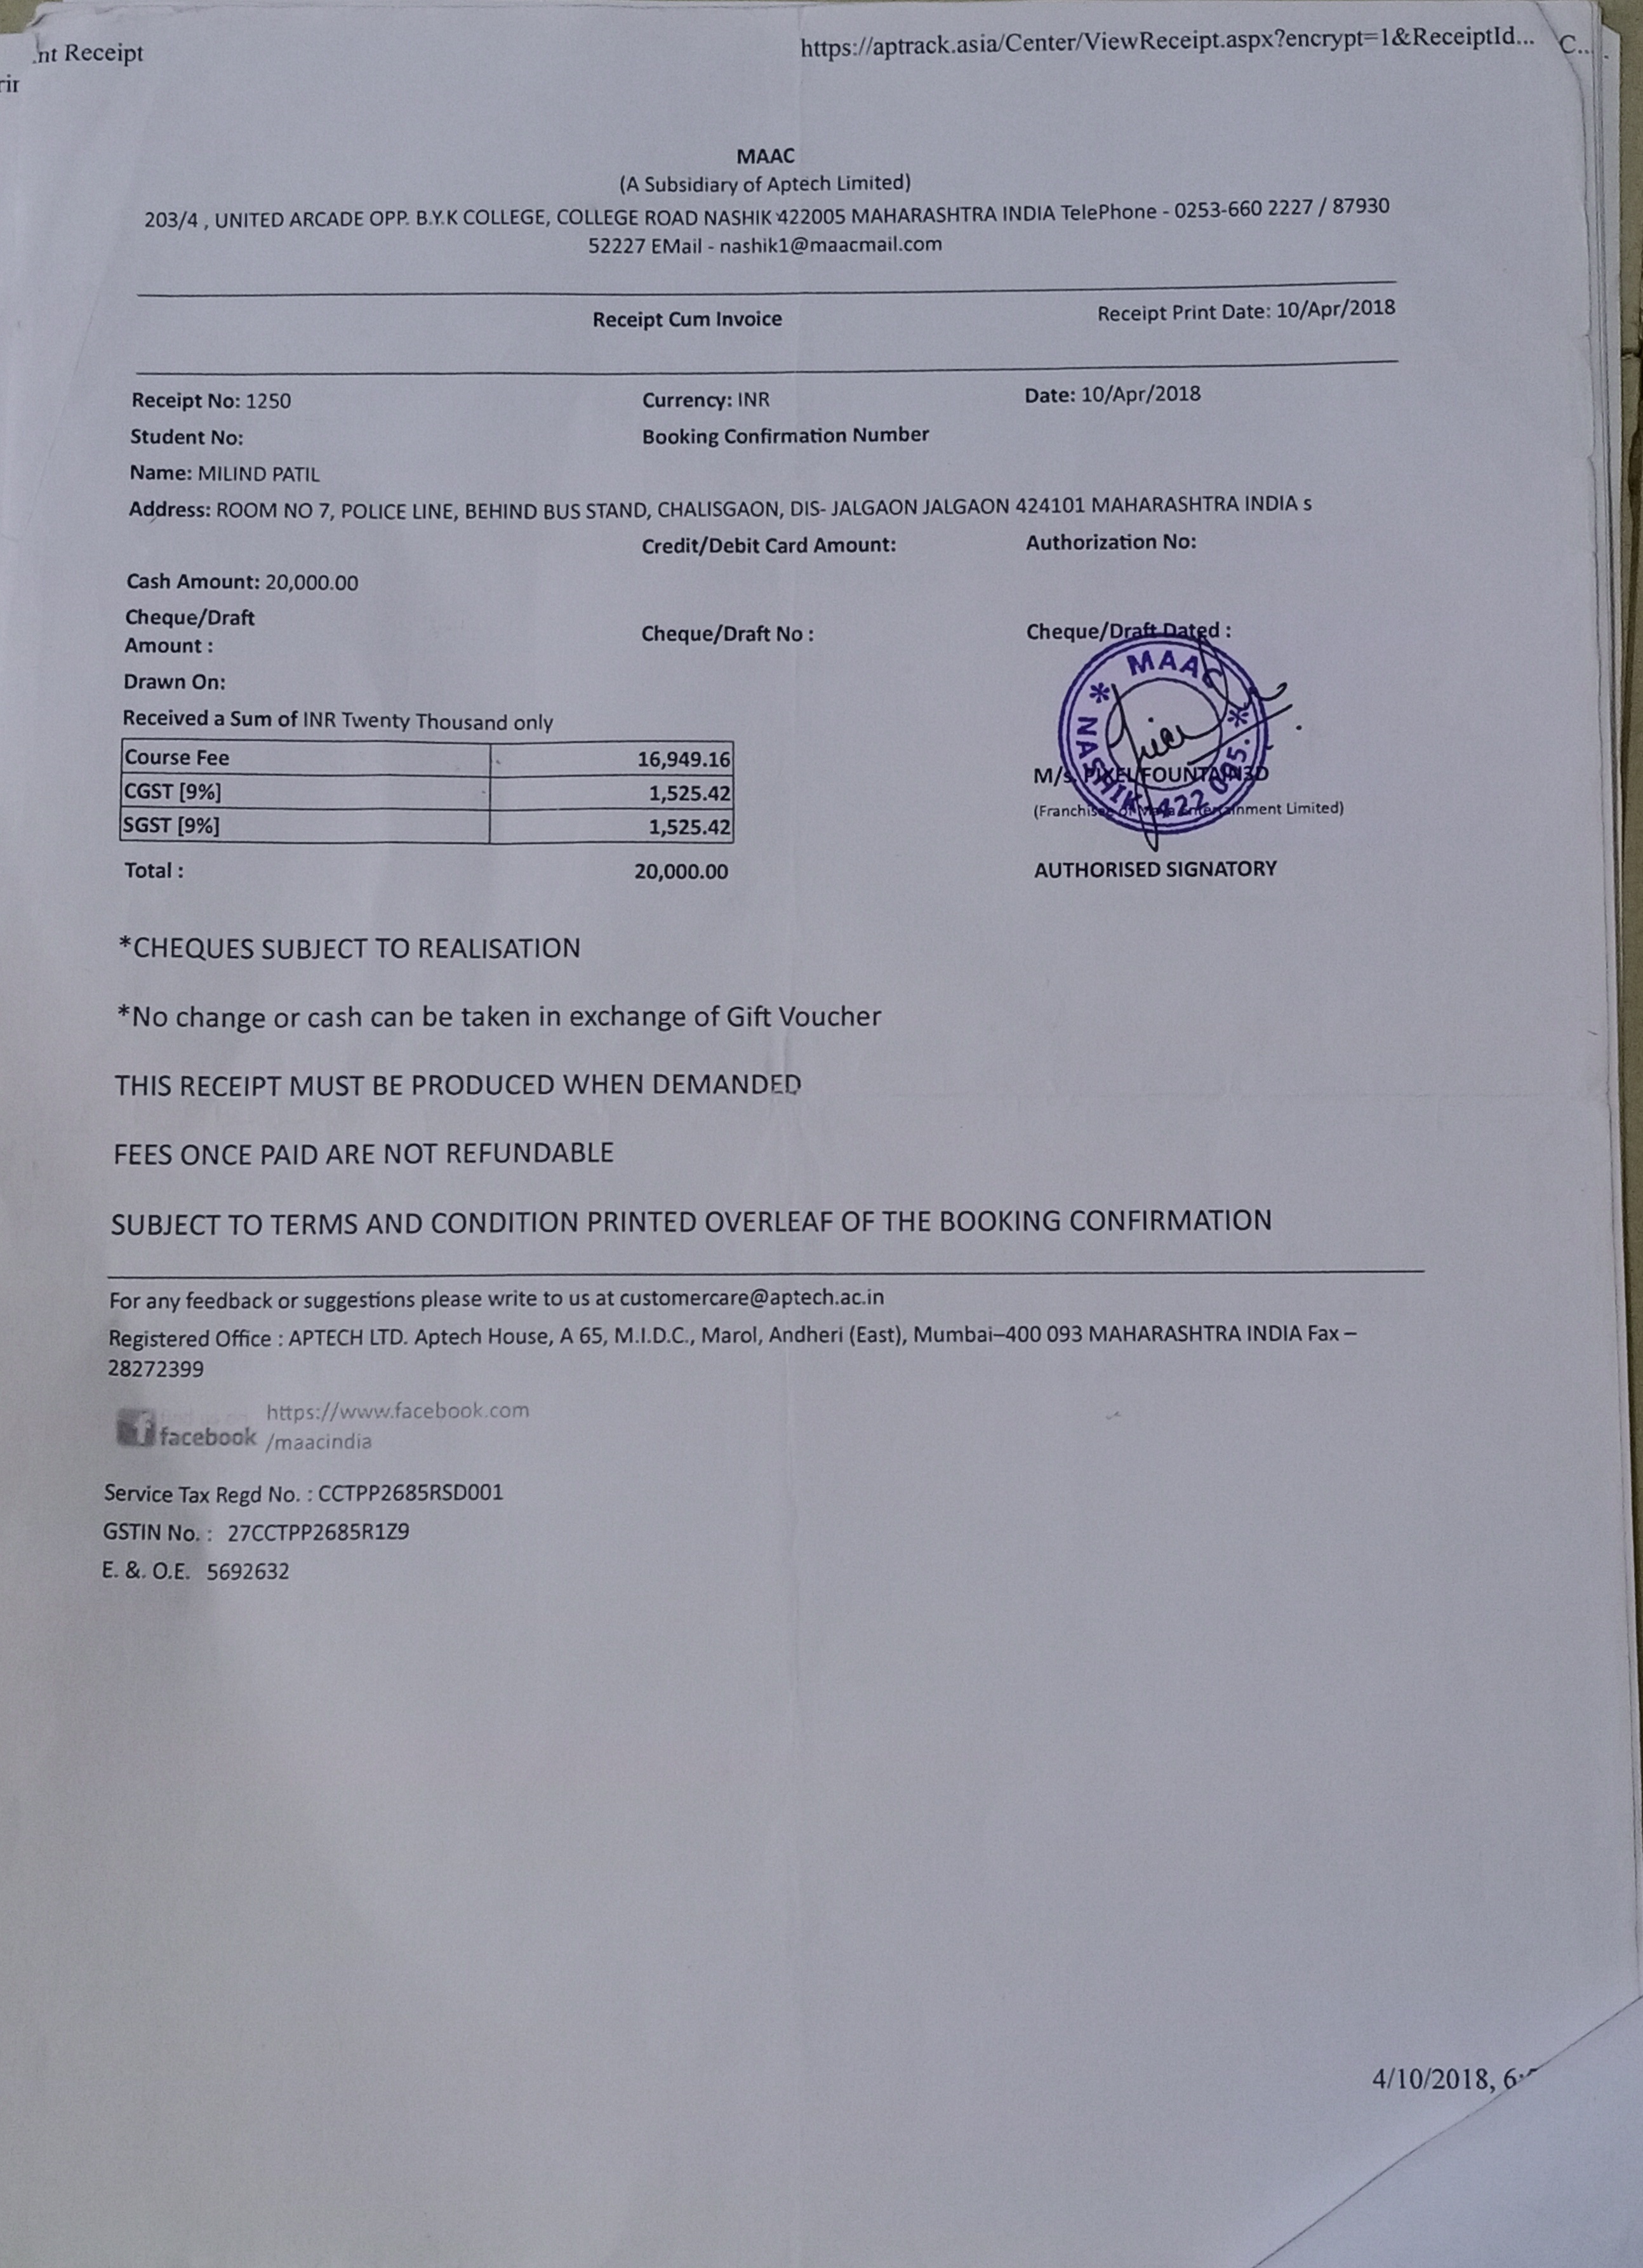 nt Receipt
https://aptrack.asia/Center/ViewReceipt.aspx?encrypt=1&ReceiptId...
C...
rir
MAAC
(A Subsidiary of Aptech Limited)
203/4 , UNITED ARCADE OPP. B.Y.K COLLEGE, COLLEGE ROAD NASHIK 422005 MAHARASHTRA INDIA TelePhone - 0253-660 2227 / 87930
52227 EMail - nashik1@maacmail.com
Receipt Cum Invoice
Receipt Print Date: 10/Apr/2018
Receipt No: 1250 Currency: INR Date: 10/Apr/2018
Student No: Booking Confirmation Number
Name: MILIND PATIL
Address: ROOM NO 7, POLICE LINE, BEHIND BUS STAND, CHALISGAON, DIS- JALGAON JALGAON 424101 MAHARASHTRA INDIA s
Credit/Debit Card Amount: Authorization No:
Cash Amount: 20,000.00
Cheque/Draft
Amount :
Cheque/Draft No : Cheque/Draft Dated :
Drawn On:
Received a Sum of INR Twenty Thousand only
Course Fee 16,949.16
CGST [9%] 1,525.42
SGST [9%] 1,525.42
Total : 20,000.00
MAAC
* NASHIK-422 005. *
M/s. PIXEL FOUNTAIN3D
(Franchisee of Maya Entertainment Limited)
AUTHORISED SIGNATORY
*CHEQUES SUBJECT TO REALISATION
*No change or cash can be taken in exchange of Gift Voucher
THIS RECEIPT MUST BE PRODUCED WHEN DEMANDED
FEES ONCE PAID ARE NOT REFUNDABLE
SUBJECT TO TERMS AND CONDITION PRINTED OVERLEAF OF THE BOOKING CONFIRMATION
For any feedback or suggestions please write to us at customercare@aptech.ac.in
Registered Office : APTECH LTD. Aptech House, A 65, M.I.D.C., Marol, Andheri (East), Mumbai–400 093 MAHARASHTRA INDIA Fax –
28272399
find us on
facebook
https://www.facebook.com
/maacindia
Service Tax Regd No. : CCTPP2685RSD001
GSTIN No. : 27CCTPP2685R1Z9
E. &. O.E. 5692632
4/10/2018, 6: